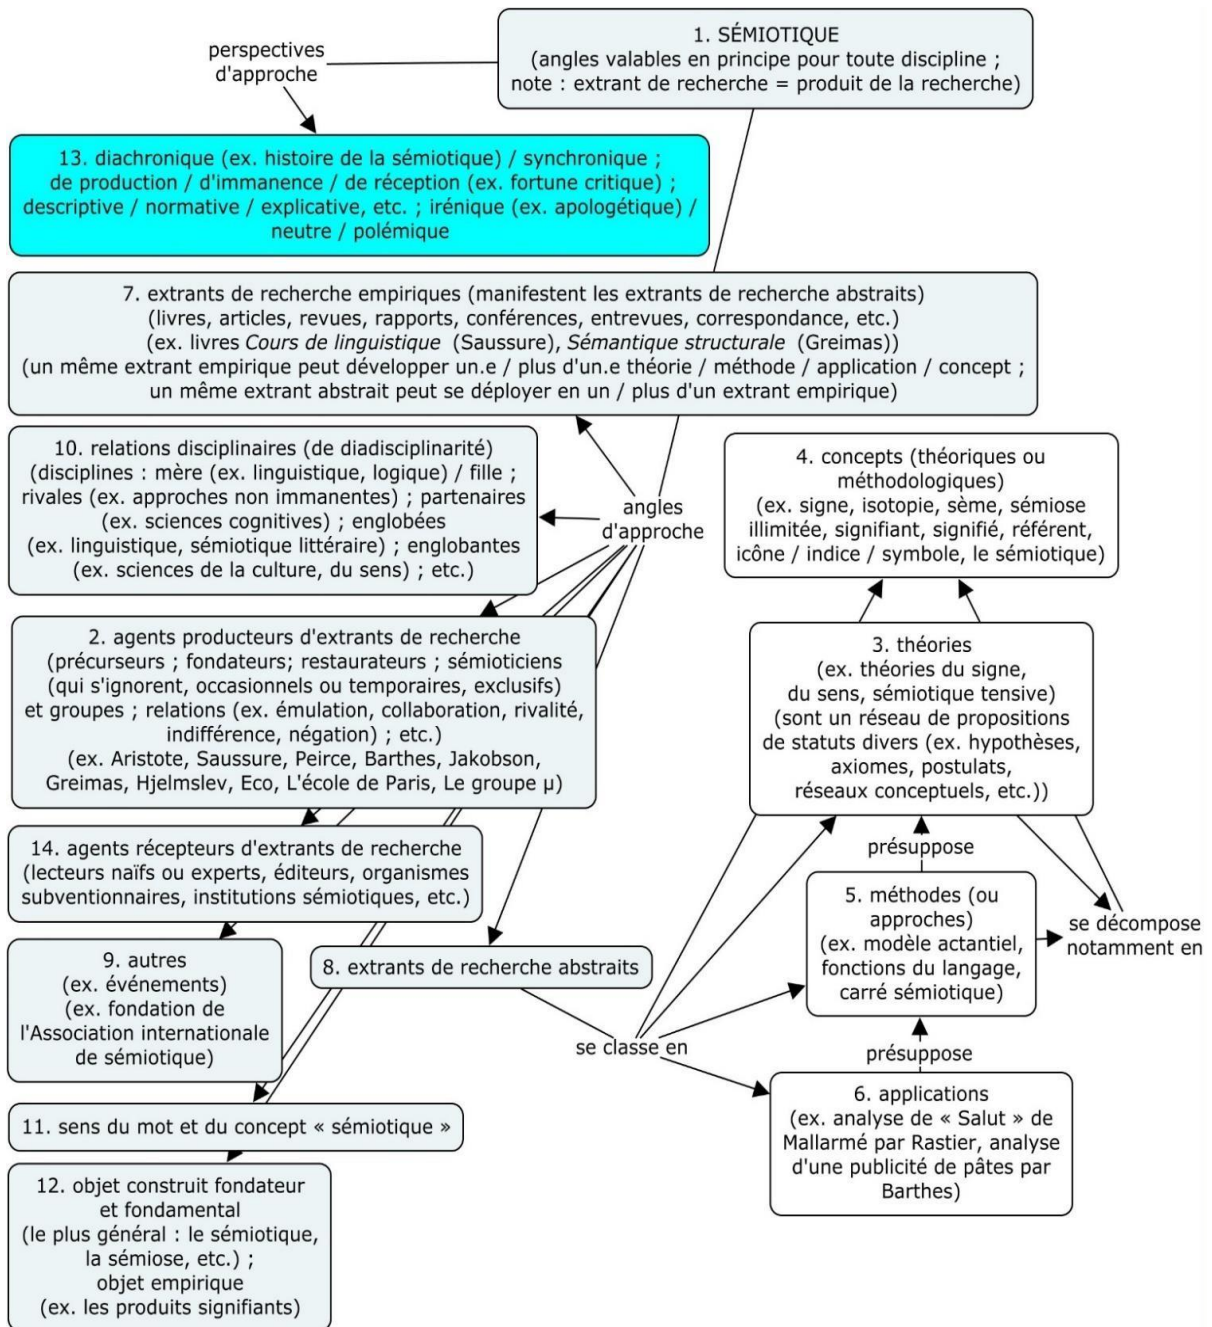 1. SÉMIOTIQUE
(angles valables en principe pour toute discipline ;
note : extrant de recherche = produit de la recherche)
perspectives
d'approche
13. diachronique (ex. histoire de la sémiotique) / synchronique ;
de production / d'immanence / de réception (ex. fortune critique) ;
descriptive / normative / explicative, etc. ; irénique (ex. apologétique) /
neutre / polémique
7. extrants de recherche empiriques (manifestent les extrants de recherche abstraits)
(livres, articles, revues, rapports, conférences, entrevues, correspondance, etc.)
(ex. livres Cours de linguistique (Saussure), Sémantique structurale (Greimas))
(un même extrant empirique peut développer un.e / plus d'un.e théorie / méthode / application / concept ;
un même extrant abstrait peut se déployer en un / plus d'un extrant empirique)
10. relations disciplinaires (de diadisciplinarité)
(disciplines : mère (ex. linguistique, logique) / fille ;
rivales (ex. approches non immanentes) ; partenaires
(ex. sciences cognitives) ; englobées
(ex. linguistique, sémiotique littéraire) ; englobantes
(ex. sciences de la culture, du sens) ; etc.)
angles
d'approche
4. concepts (théoriques ou
méthodologiques)
(ex. signe, isotopie, sème, sémiose
illimitée, signifiant, signifié, référent,
icône / indice / symbole, le sémiotique)
2. agents producteurs d'extrants de recherche
(précurseurs ; fondateurs; restaurateurs ; sémioticiens
(qui s'ignorent, occasionnels ou temporaires, exclusifs)
et groupes ; relations (ex. émulation, collaboration, rivalité,
indifférence, négation) ; etc.)
(ex. Aristote, Saussure, Peirce, Barthes, Jakobson,
Greimas, Hjelmslev, Eco, L'école de Paris, Le groupe µ)
3. théories
(ex. théories du signe,
du sens, sémiotique tensive)
(sont un réseau de propositions
de statuts divers (ex. hypothèses,
axiomes, postulats,
réseaux conceptuels, etc.))
14. agents récepteurs d'extrants de recherche
(lecteurs naïfs ou experts, éditeurs, organismes
subventionnaires, institutions sémiotiques, etc.)
présuppose
5. méthodes (ou
approches)
(ex. modèle actantiel,
fonctions du langage,
carré sémiotique)
se décompose
notamment en
9. autres
(ex. événements)
(ex. fondation de
l'Association internationale
de sémiotique)
8. extrants de recherche abstraits
se classe en
présuppose
6. applications
(ex. analyse de « Salut » de
Mallarmé par Rastier, analyse
d'une publicité de pâtes par
Barthes)
11. sens du mot et du concept « sémiotique »
12. objet construit fondateur
et fondamental
(le plus général : le sémiotique,
la sémiose, etc.) ;
objet empirique
(ex. les produits signifiants)